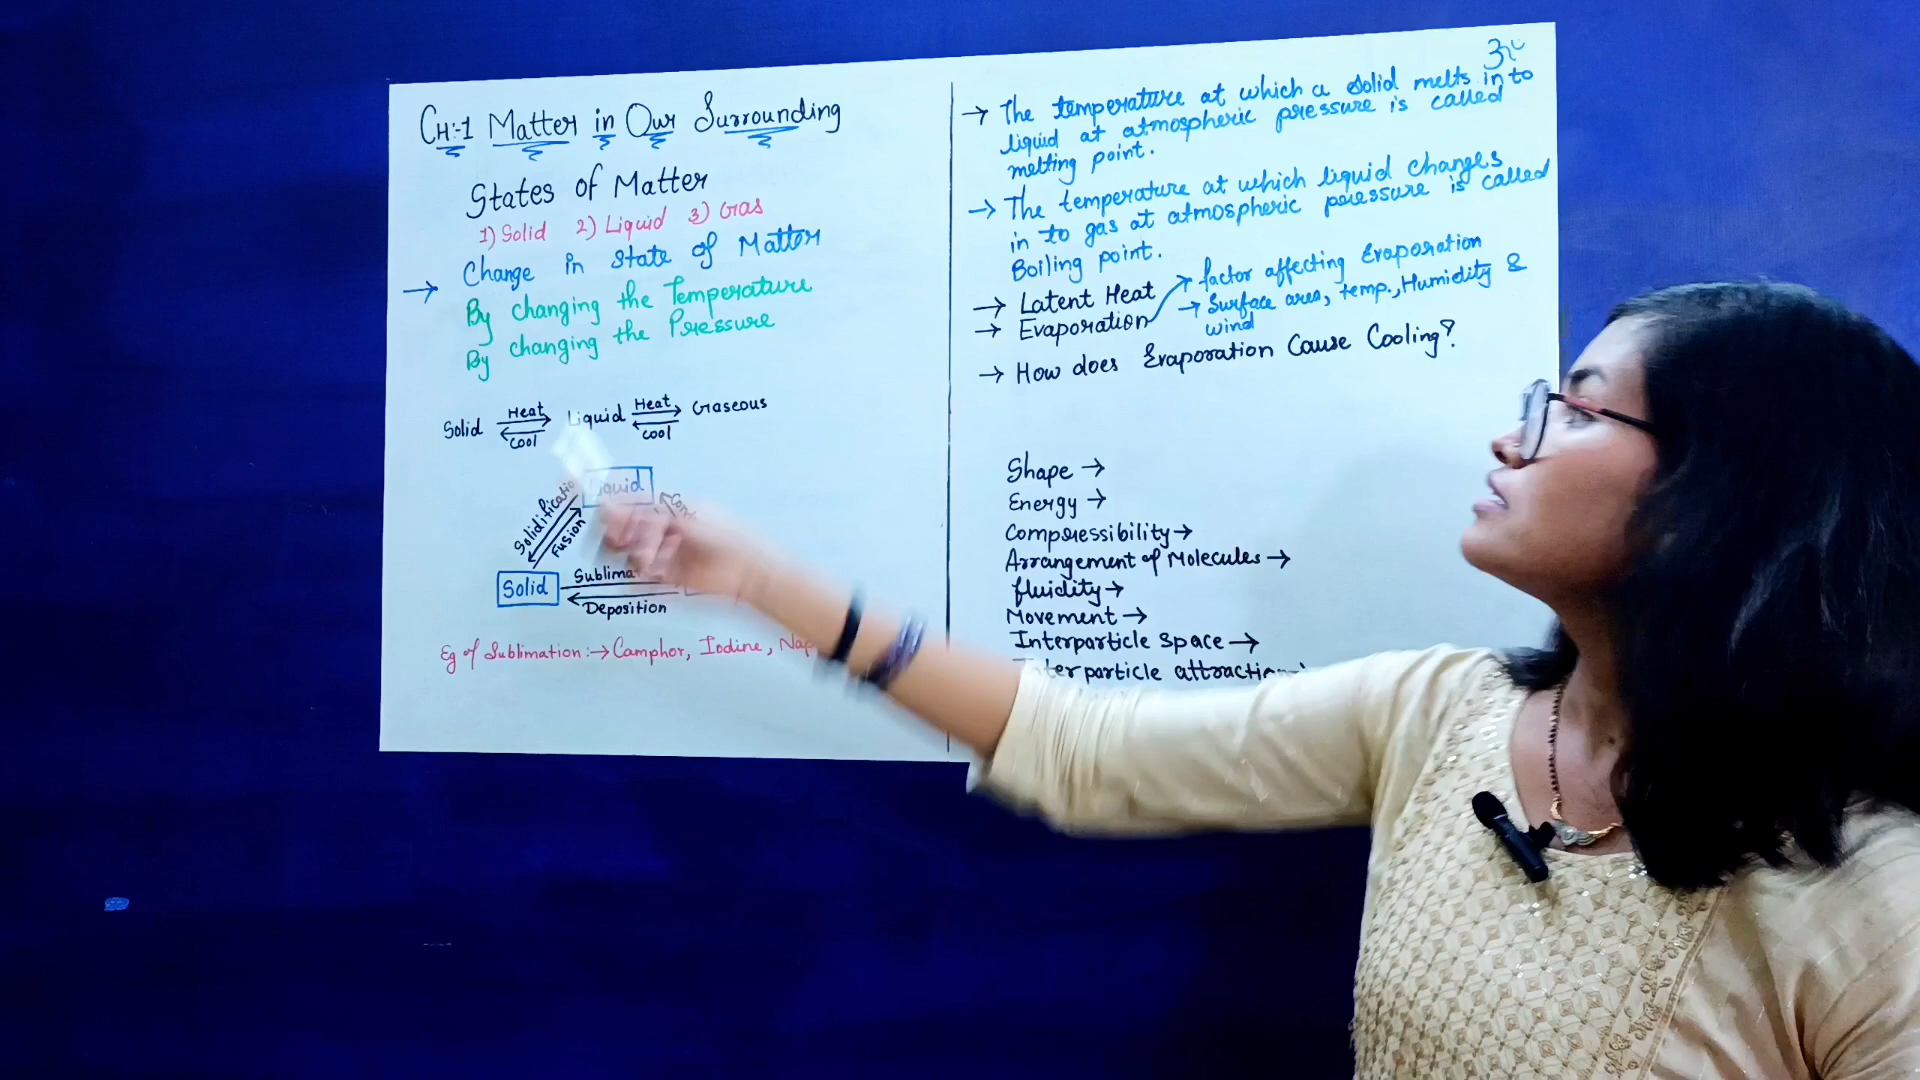 CH:-1 Matter in Our Surrounding
States of Matter
1) Solid 2) Liquid 3) Gas
→ Change in State of Matter
By changing the Temperature
By changing the Pressure
Solid Heat Cool Liquid Heat Cool Gaseous
Liquid
Solidification
Fusion
Solid
Deposition
Eg of Sublimation:→ Camphor, Iodine,
→ The temperature at which a solid melts in to
liquid at atmospheric pressure is called
melting point.
→ The temperature at which liquid changes
in to gas at atmospheric pressure is called
Boiling point.
→ Latent Heat
→ Evaporation
→ factor affecting Evaporation
→ Surface area, temp., Humidity &
wind
→ How does Evaporation Cause Cooling?
Shape →
Energy →
Compressibility →
Arrangement of Molecules →
fluidity →
Movement →
Interparticle Space →
Interparticle attraction